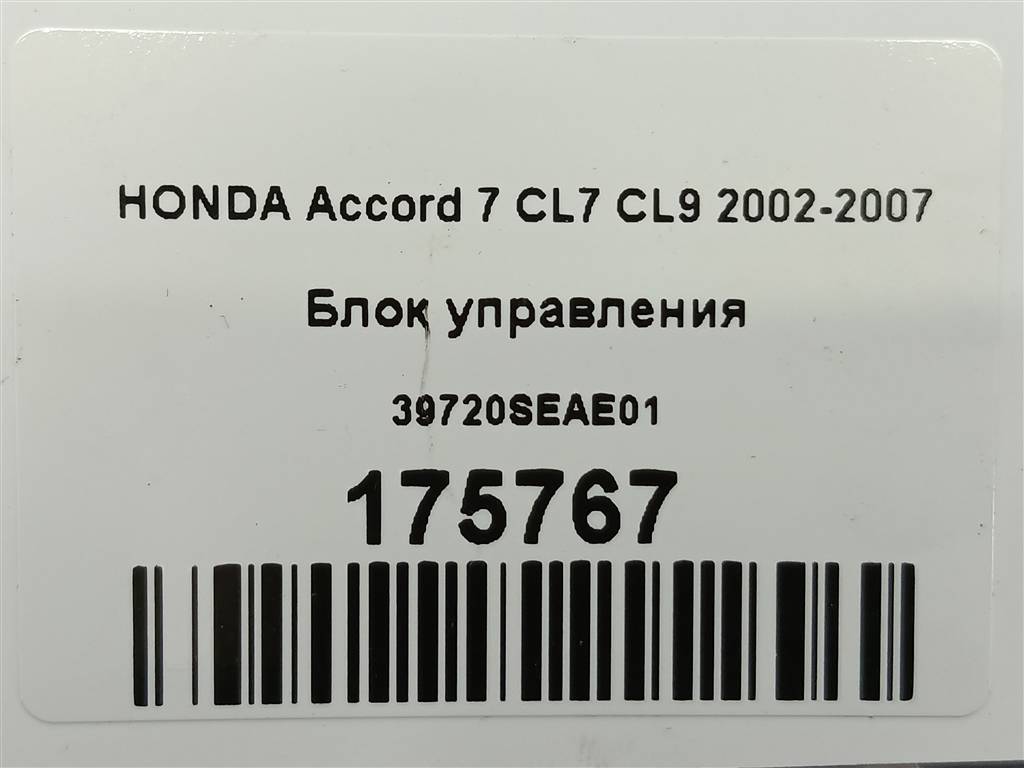 HONDA Accord 7 CL7 CL9 2002-2007
Блок управления
39720SEAE01
175767